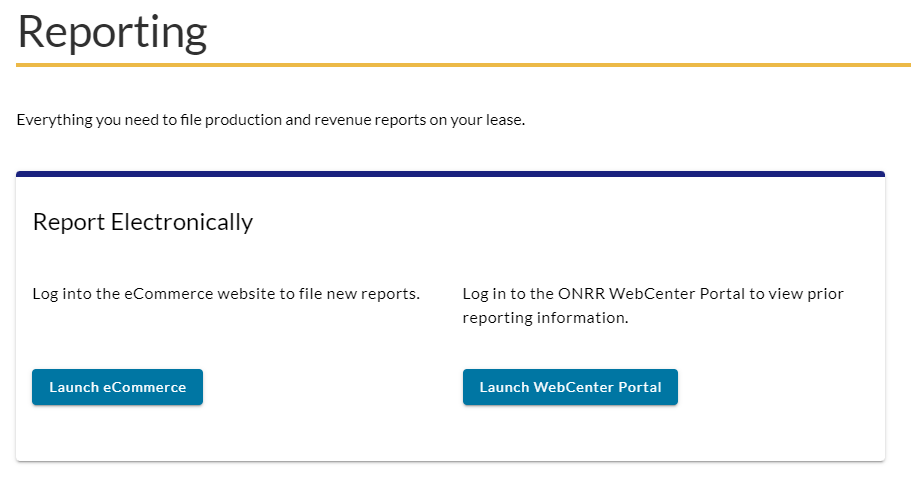 Reporting
Everything you need to file production and revenue reports on your lease.
Report Electronically
Log into the eCommerce website to file new reports.
Launch eCommerce
Log in to the ONRR WebCenter Portal to view prior
reporting information.
Launch WebCenter Portal